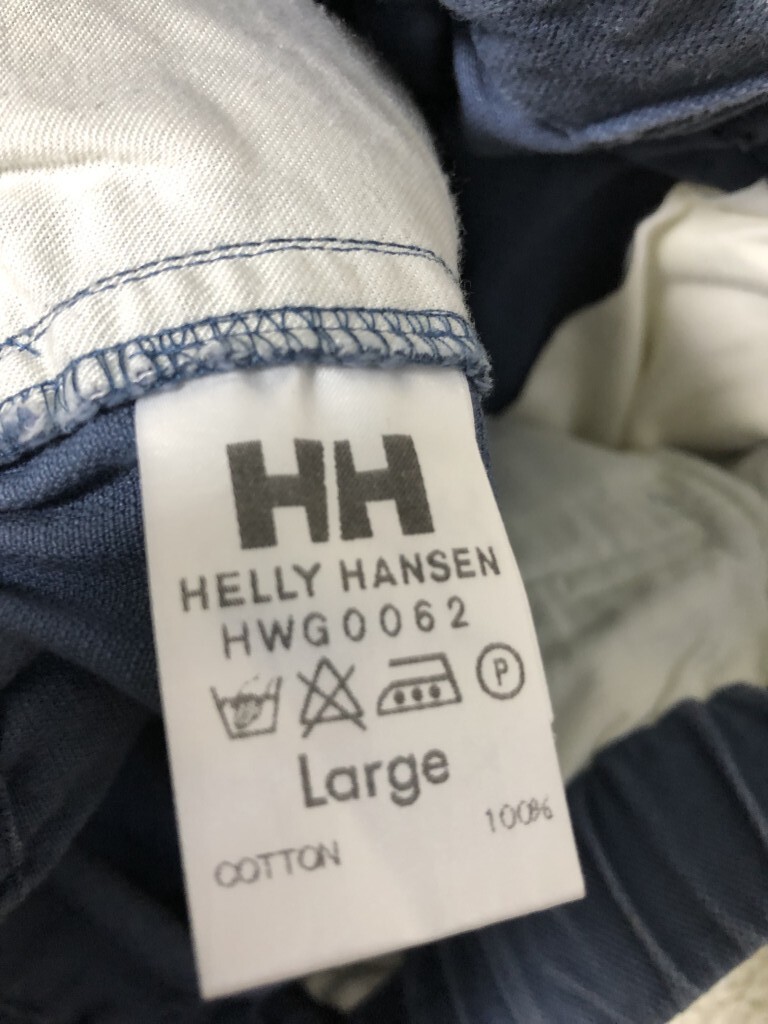 HH
HELLY HANSEN
HWG0062
P
Large
COTTON 100%